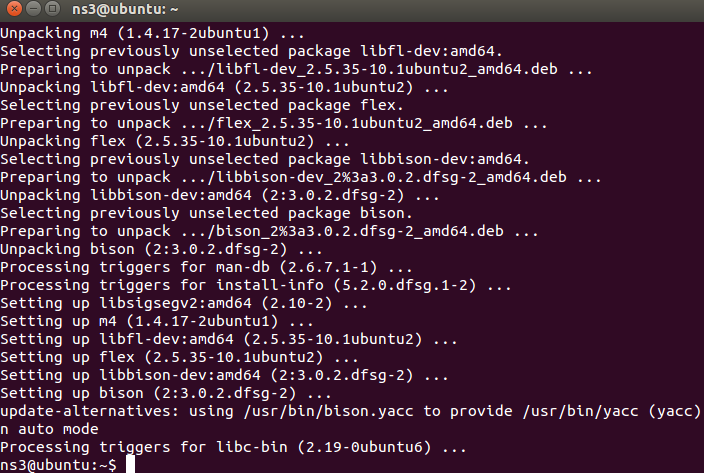 ns3@ubuntu: ~
Unpacking m4 (1.4.17-2ubuntu1) ...
Selecting previously unselected package libfl-dev:amd64.
Preparing to unpack .../libfl-dev_2.5.35-10.1ubuntu2_amd64.deb ...
Unpacking libfl-dev:amd64 (2.5.35-10.1ubuntu2) ...
Selecting previously unselected package flex.
Preparing to unpack .../flex_2.5.35-10.1ubuntu2_amd64.deb ...
Unpacking flex (2.5.35-10.1ubuntu2) ...
Selecting previously unselected package libbison-dev:amd64.
Preparing to unpack .../libbison-dev_2%3a3.0.2.dfsg-2_amd64.deb ...
Unpacking libbison-dev:amd64 (2:3.0.2.dfsg-2) ...
Selecting previously unselected package bison.
Preparing to unpack .../bison_2%3a3.0.2.dfsg-2_amd64.deb ...
Unpacking bison (2:3.0.2.dfsg-2) ...
Processing triggers for man-db (2.6.7.1-1) ...
Processing triggers for install-info (5.2.0.dfsg.1-2) ...
Setting up libsigsegv2:amd64 (2.10-2) ...
Setting up m4 (1.4.17-2ubuntu1) ...
Setting up libfl-dev:amd64 (2.5.35-10.1ubuntu2) ...
Setting up flex (2.5.35-10.1ubuntu2) ...
Setting up libbison-dev:amd64 (2:3.0.2.dfsg-2) ...
Setting up bison (2:3.0.2.dfsg-2) ...
update-alternatives: using /usr/bin/bison.yacc to provide /usr/bin/yacc (yacc)
n auto mode
Processing triggers for libc-bin (2.19-0ubuntu6) ...
ns3@ubuntu:~$